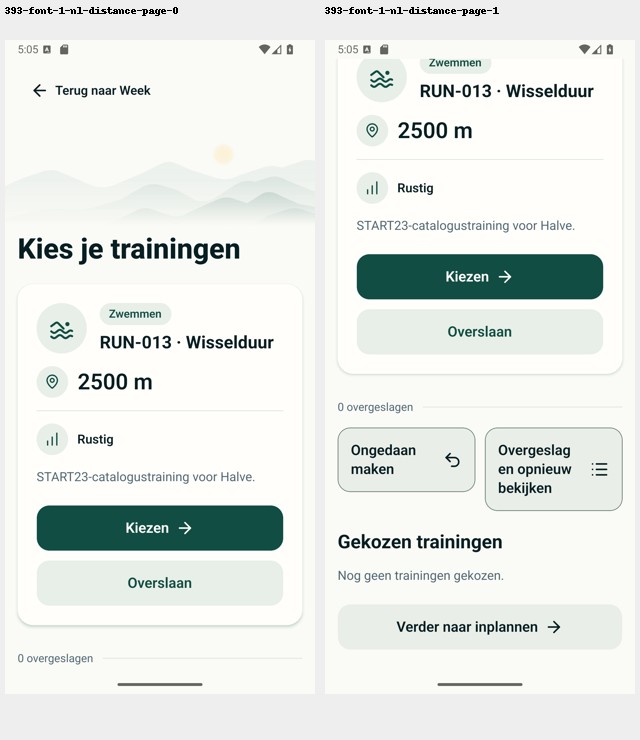 393-font-1-nl-distance-page-0
5:05
Terug naar Week
Kies je trainingen
Zwemmen
RUN-013 · Wisselduur
2500 m
Rustig
START23-catalogustraining voor Halve.
Kiezen
Overslaan
0 overgeslagen
393-font-1-nl-distance-page-1
5:05
Zwemmen
RUN-013 · Wisselduur
2500 m
Rustig
START23-catalogustraining voor Halve.
Kiezen
Overslaan
0 overgeslagen
Ongedaan
maken
Overgeslag
en opnieuw
bekijken
Gekozen trainingen
Nog geen trainingen gekozen.
Verder naar inplannen